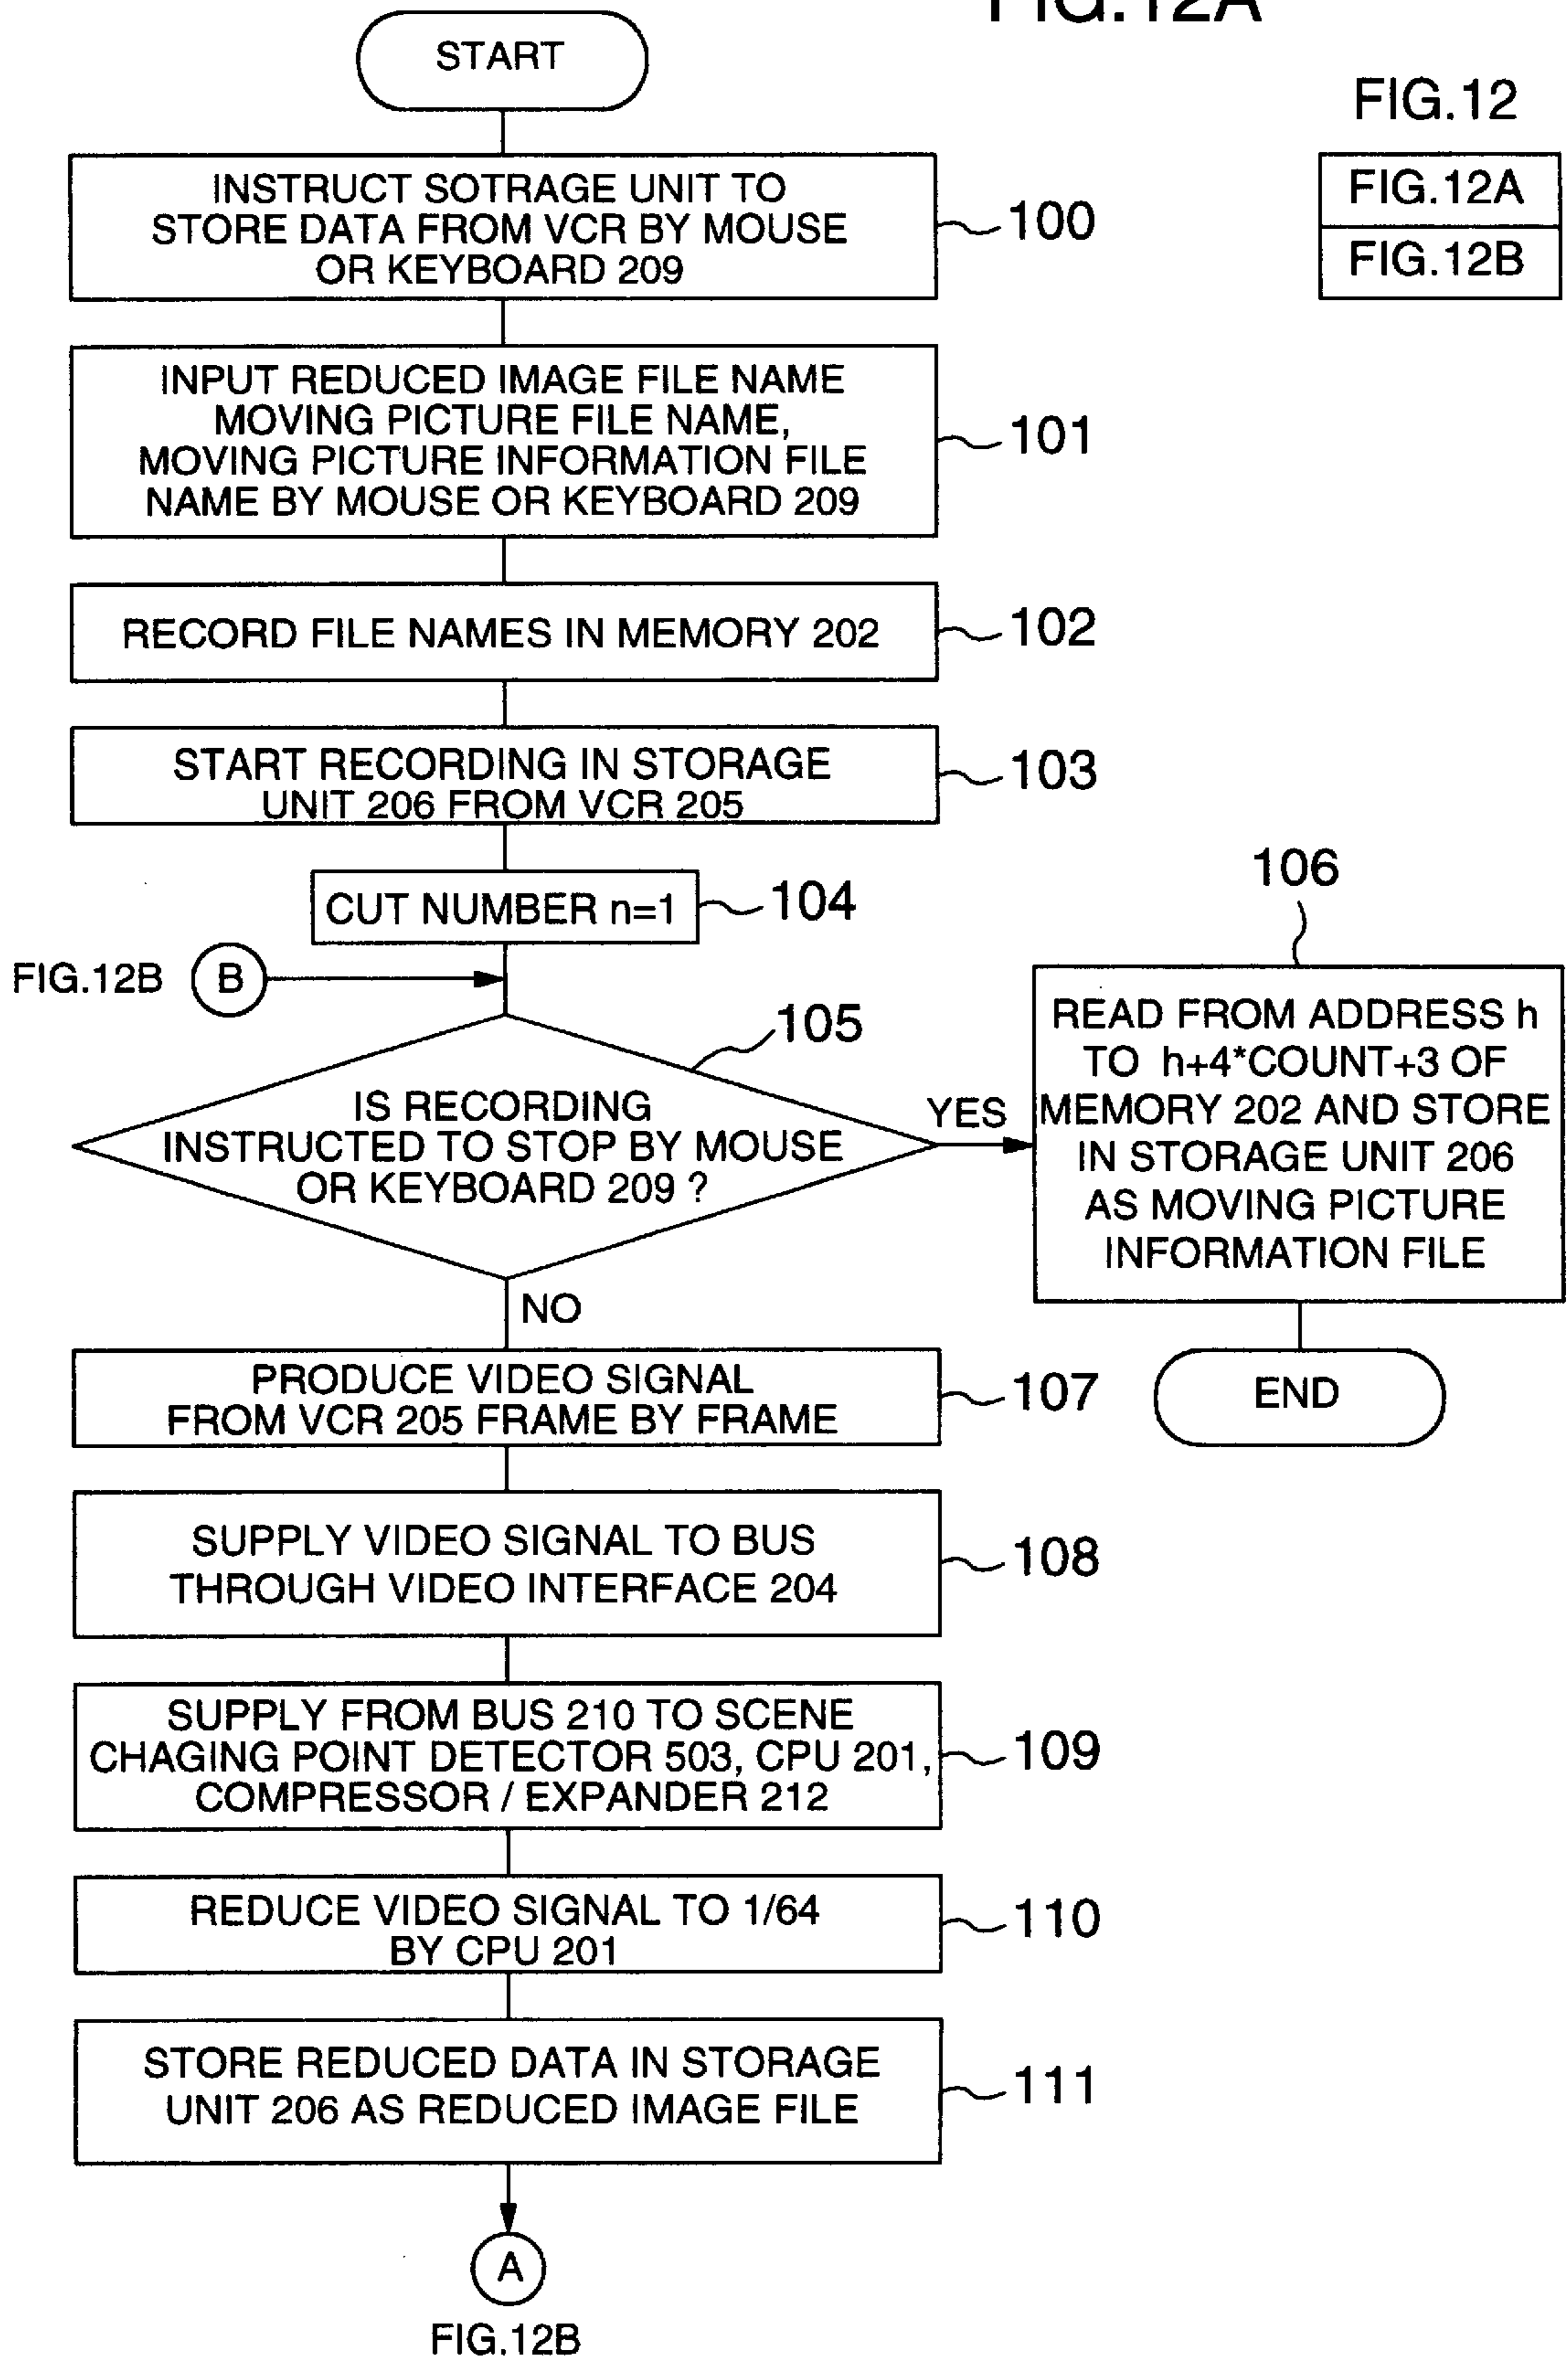 FIG.12A
START
FIG.12
FIG.12A
FIG.12B
INSTRUCT SOTRAGE UNIT TO
STORE DATA FROM VCR BY MOUSE
OR KEYBOARD 209
100
INPUT REDUCED IMAGE FILE NAME
MOVING PICTURE FILE NAME,
MOVING PICTURE INFORMATION FILE
NAME BY MOUSE OR KEYBOARD 209
101
RECORD FILE NAMES IN MEMORY 202
102
START RECORDING IN STORAGE
UNIT 206 FROM VCR 205
103
CUT NUMBER n=1
104
FIG.12B
B
105
IS RECORDING
INSTRUCTED TO STOP BY MOUSE
OR KEYBOARD 209 ?
YES
106
READ FROM ADDRESS h
TO h+4*COUNT+3 OF
MEMORY 202 AND STORE
IN STORAGE UNIT 206
AS MOVING PICTURE
INFORMATION FILE
END
NO
PRODUCE VIDEO SIGNAL
FROM VCR 205 FRAME BY FRAME
107
SUPPLY VIDEO SIGNAL TO BUS
THROUGH VIDEO INTERFACE 204
108
SUPPLY FROM BUS 210 TO SCENE
CHAGING POINT DETECTOR 503, CPU 201,
COMPRESSOR / EXPANDER 212
109
REDUCE VIDEO SIGNAL TO 1/64
BY CPU 201
110
STORE REDUCED DATA IN STORAGE
UNIT 206 AS REDUCED IMAGE FILE
111
A
FIG.12B